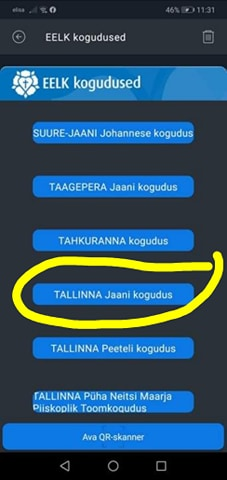 elisa 46% 11:31
EELK kogudused
EELK kogudused
SUURE-JAANI Johannese kogudus
TAAGEPERA Jaani kogudus
TAHKURANNA kogudus
TALLINNA Jaani kogudus
TALLINNA Peeteli kogudus
TALLINNA Püha Neitsi Maarja
Piiskoplik Toomkogudus
Ava QR-skanner